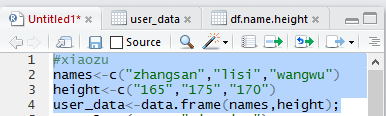 Untitled1* user_data df.name.height
Source
1 #xiaozu
2 names<-c("zhangsan","lisi","wangwu")
3 height<-c("165","175","170")
4 user_data<-data.frame(names,height);